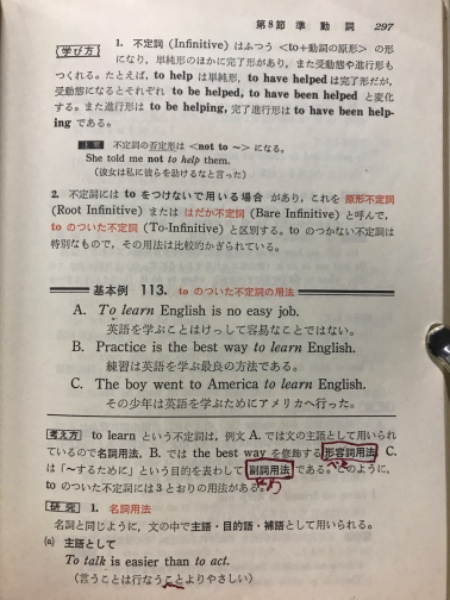 第8節 準動詞 297
学び方 1. 不定詞 (Infinitive) はふつう <to+動詞の原形> の形
になり，単純形のほかに完了形があり，また受動態や進行形も
つくれる。たとえば，to help は単純形，to have helped は完了形だが，
受動態になるとそれぞれ to be helped, to have been helped と変化
する。また進行形は to be helping, 完了進行形は to have been help-
ing である。
不定詞の否定形は <not to ～> になる。
She told me not to help them.
(彼女は私に彼らを助けるなと言った)
2. 不定詞には to をつけないで用いる場合 があり，これを 原形不定詞
(Root Infinitive) または はだか不定詞 (Bare Infinitive) と呼んで，
to のついた不定詞 (To-Infinitive) と区別する。to のつかない不定詞は
特別なもので，その用法は比較的かぎられている。
基本例 113. to のついた不定詞の用法
A. To learn English is no easy job.
英語を学ぶことはけっして容易なことではない。
B. Practice is the best way to learn English.
練習は英語を学ぶ最良の方法である。
C. The boy went to America to learn English.
その少年は英語を学ぶためにアメリカへ行った。
考え方 to learn という不定詞は，例文 A. では文の主語として用いられ
ているので名詞用法，B. では the best way を修飾する形容詞用法，C.
は「～するために」という目的を表わして副詞用法である。このように，
to のついた不定詞には3とおりの用法がある。
研究 1. 名詞用法
名詞と同じように，文の中で主語・目的語・補語として用いられる。
(a) 主語として
To talk is easier than to act.
(言うことは行なうことよりやさしい)